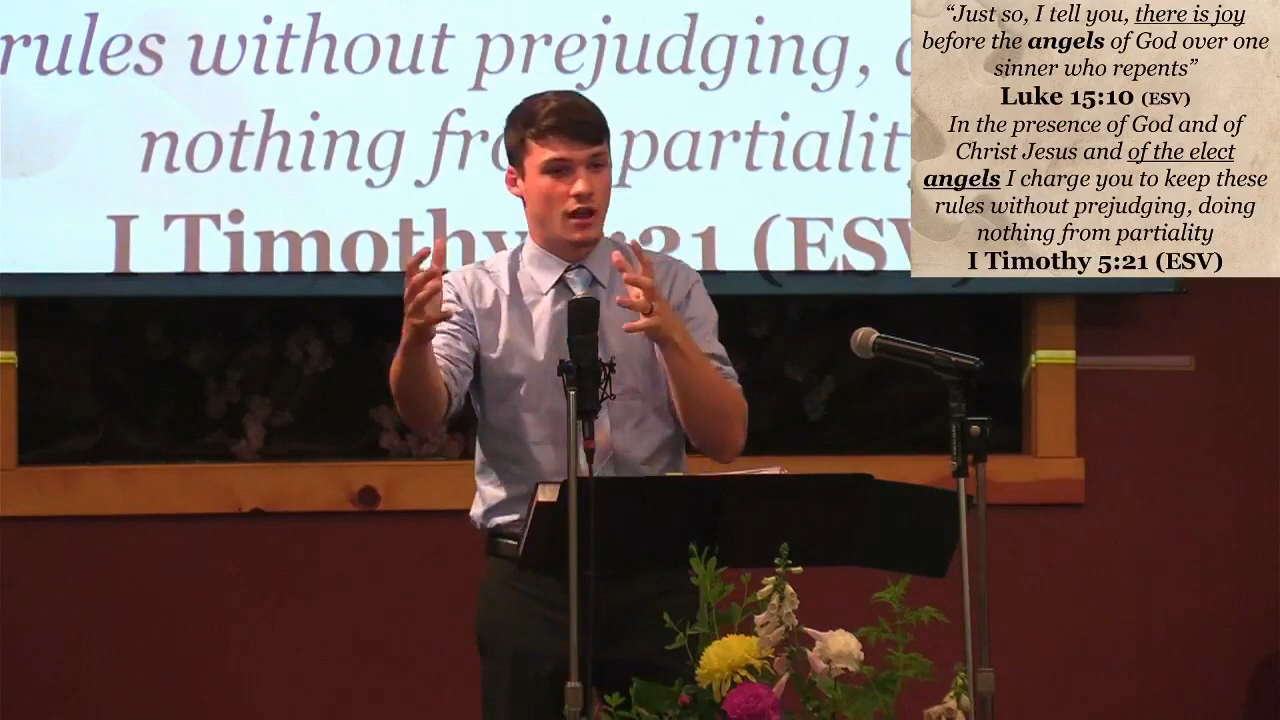 rules without prejudging,
nothing partiality
I Timothy (ESV
“Just so, I tell you, there is joy
before the angels of God over one
sinner who repents”
Luke 15:10 (ESV)
In the presence of God and of
Christ Jesus and of the elect
angels I charge you to keep these
rules without prejudging, doing
nothing from partiality
I Timothy 5:21 (ESV)